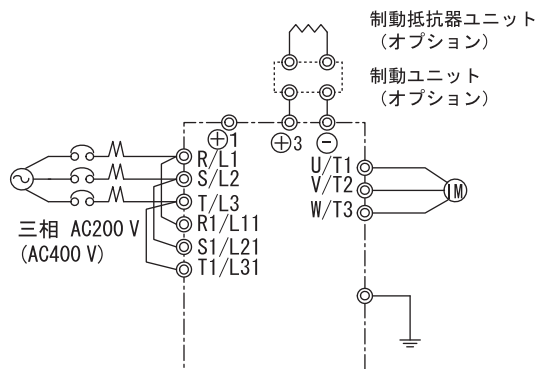 制動抵抗器ユニット
(オプション)
制動ユニット
(オプション)
⊕1
⊕3
⊖
R/L1
S/L2
T/L3
R1/L11
S1/L21
T1/L31
三相 AC200 V
(AC400 V)
U/T1
V/T2
W/T3
IM